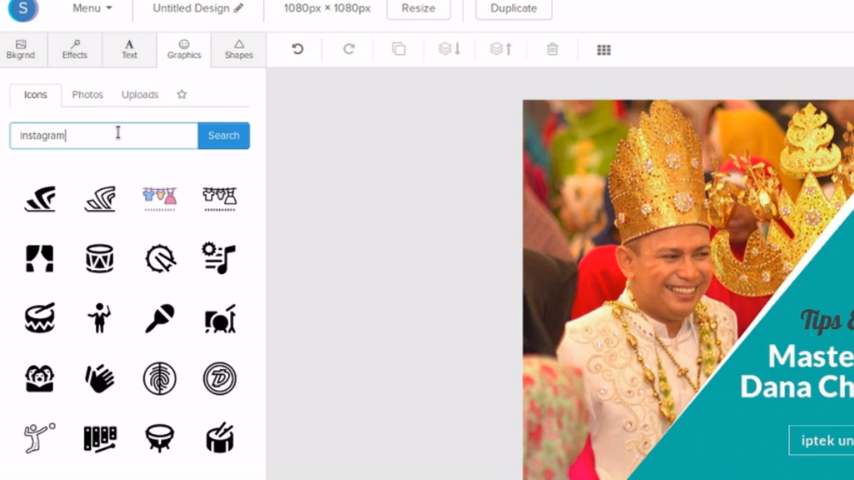 S
Menu
Untitled Design
1080px × 1080px
Resize
Duplicate
Bkgrnd
Effects
A
Text
Graphics
Shapes
Icons
Photos
Uploads
instagram
Search
Tips
Maste
Dana Ch
iptek un